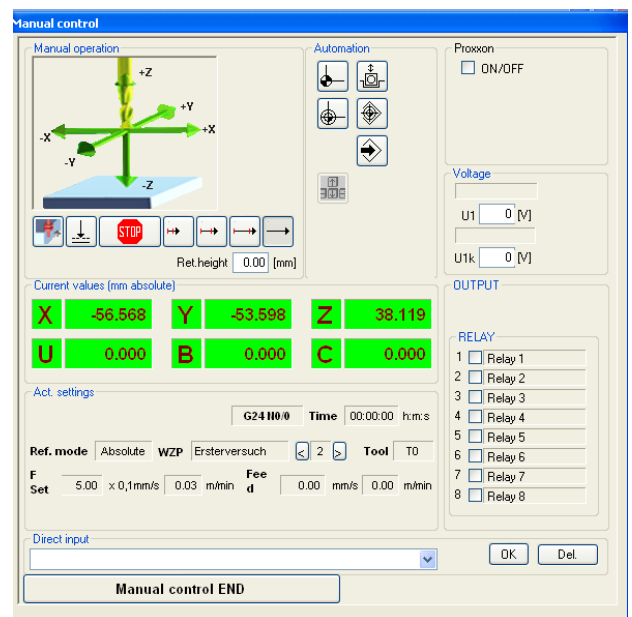 Manual control
Manual operation
+Z
+Y
+X
-X
-Y
-Z
STOP
Ret.height 0.00 [mm]
Automation
Proxxon
ON/OFF
Voltage
U1 0 [V]
U1k 0 [V]
Current values (mm absolute)
X -56.568 Y -53.598 Z 38.119
U 0.000 B 0.000 C 0.000
OUTPUT
RELAY
1 Relay 1
2 Relay 2
3 Relay 3
4 Relay 4
5 Relay 5
6 Relay 6
7 Relay 7
8 Relay 8
Act. settings
G24 N0/0 Time 00:00:00 h:m:s
Ref. mode Absolute WZP Ersterversuch < 2 > Tool T0
F Set 5.00 x 0,1mm/s 0.03 m/min Fee d 0.00 mm/s 0.00 m/min
Direct input
OK Del.
Manual control END